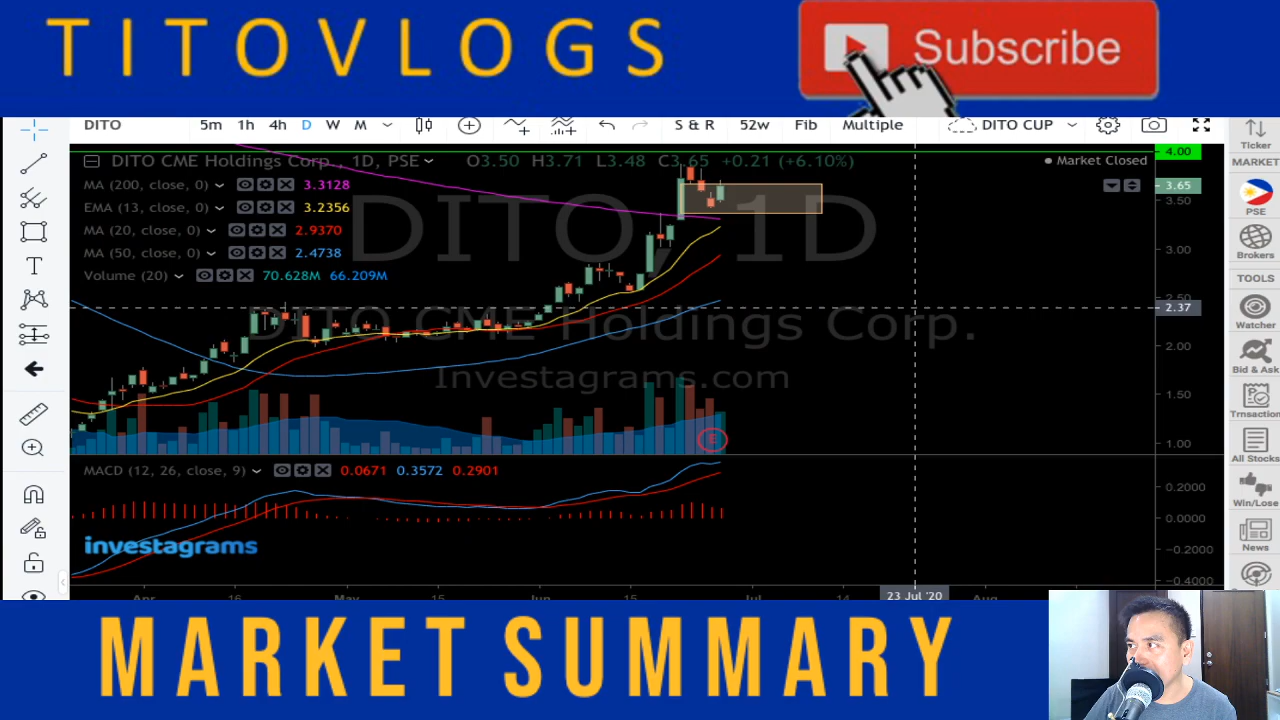 TITOVLOGS
Subscribe
DITO 5m 1h 4h D W M S & R 52w Fib Multiple DITO CUP
DITO CME Holdings Corp., 1D, PSE O3.50 H3.71 L3.48 C3.65 +0.21 (+6.10%) Market Closed
MA (200, close, 0) 3.3128
EMA (13, close, 0) 3.2356
MA (20, close, 0) 2.9370
MA (50, close, 0) 2.4738
Volume (20) 70.628M 66.209M
DITO, 1D
DITO CME Holdings Corp.
Investagrams.com
E
MACD (12, 26, close, 9) 0.0671 0.3572 0.2901
investagrams
4.00
3.65
3.50
3.00
2.50
2.37
2.00
1.50
1.00
0.2000
0.0000
-0.2000
-0.4000
Apr 16 May 15 Jun 15 Jul 14 23 Jul '20 Aug
Ticker
MARKET
PSE
Brokers
TOOLS
Watcher
Bid & Ask
Trnsaction
All Stocks
Win/Lose
News
MARKET SUMMARY